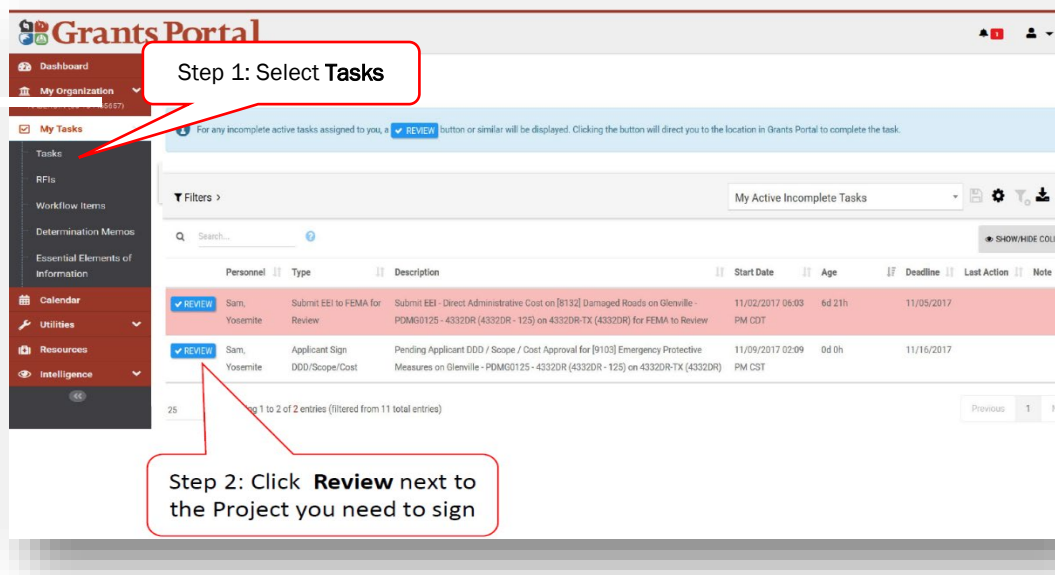 Grants Portal
1
Dashboard
My Organization
Step 1: Select Tasks
My Tasks
For any incomplete active tasks assigned to you, a REVIEW button or similar will be displayed. Clicking the button will direct you to the location in Grants Portal to complete the task.
Tasks
RFIs
Filters >
My Active Incomplete Tasks
Workflow Items
Determination Memos
Search...
SHOW/HIDE COLU
Essential Elements of
Information
Personnel Type Description Start Date Age Deadline Last Action Note
Calendar
REVIEW Sam, Submit EEI to FEMA for Submit EEI - Direct Administrative Cost on [8132] Damaged Roads on Glenville - 11/02/2017 06:03 6d 21h 11/05/2017
Yosemite Review PDMG0125 - 4332DR (4332DR - 125) on 4332DR-TX (4332DR) for FEMA to Review PM CDT
Utilities
Resources
REVIEW Sam, Applicant Sign Pending Applicant DDD / Scope / Cost Approval for [9103] Emergency Protective 11/09/2017 02:09 0d 0h 11/16/2017
Yosemite DDD/Scope/Cost Measures on Glenville - PDMG0125 - 4332DR (4332DR - 125) on 4332DR-TX (4332DR) PM CST
Intelligence
25 1 to 2 of 2 entries (filtered from 11 total entries) Previous 1
Step 2: Click Review next to
the Project you need to sign